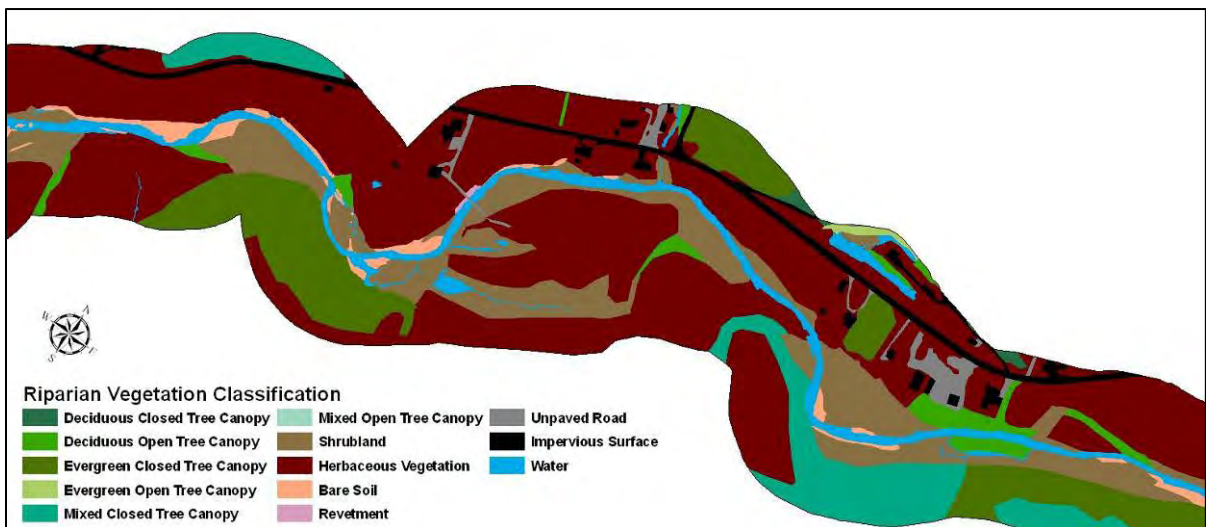 W
N
S
E
Riparian Vegetation Classification
Deciduous Closed Tree Canopy
Deciduous Open Tree Canopy
Evergreen Closed Tree Canopy
Evergreen Open Tree Canopy
Mixed Closed Tree Canopy
Mixed Open Tree Canopy
Shrubland
Herbaceous Vegetation
Bare Soil
Revetment
Unpaved Road
Impervious Surface
Water